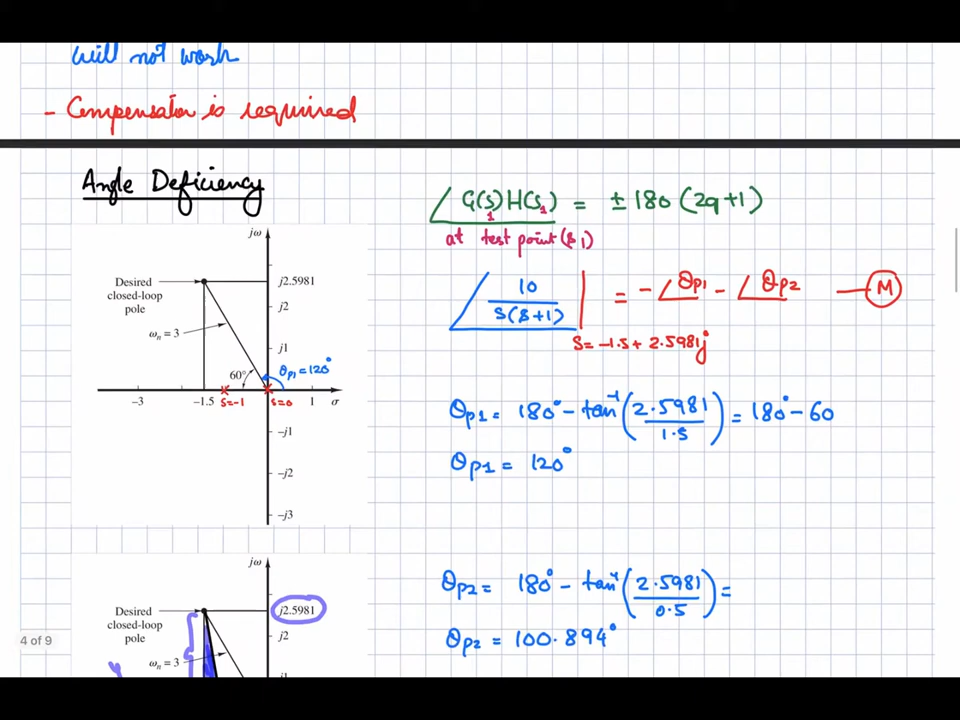 will not work
- Compensator is required
Angle Deficiency
∠G(s₁)H(s₁) = ±180(2q+1)
at test point (s1)
jω
Desired
closed-loop
pole
j2.5981
j2
ωn = 3
j1
60°
θp1 = 120°
-3
-1.5
s=-1
s=0
1
σ
-j1
-j2
-j3
∠ 10 / s(s+1) | s=-1.5+2.5981j = -∠θp1 - ∠θp2 — M
θp1 = 180° - tan⁻¹(2.5981/1.5) = 180° - 60
θp1 = 120°
θp2 = 180° - tan⁻¹(2.5981/0.5) =
θp2 = 100.894°
jω
Desired
closed-loop
pole
j2.5981
j2
ωn = 3
4 of 9